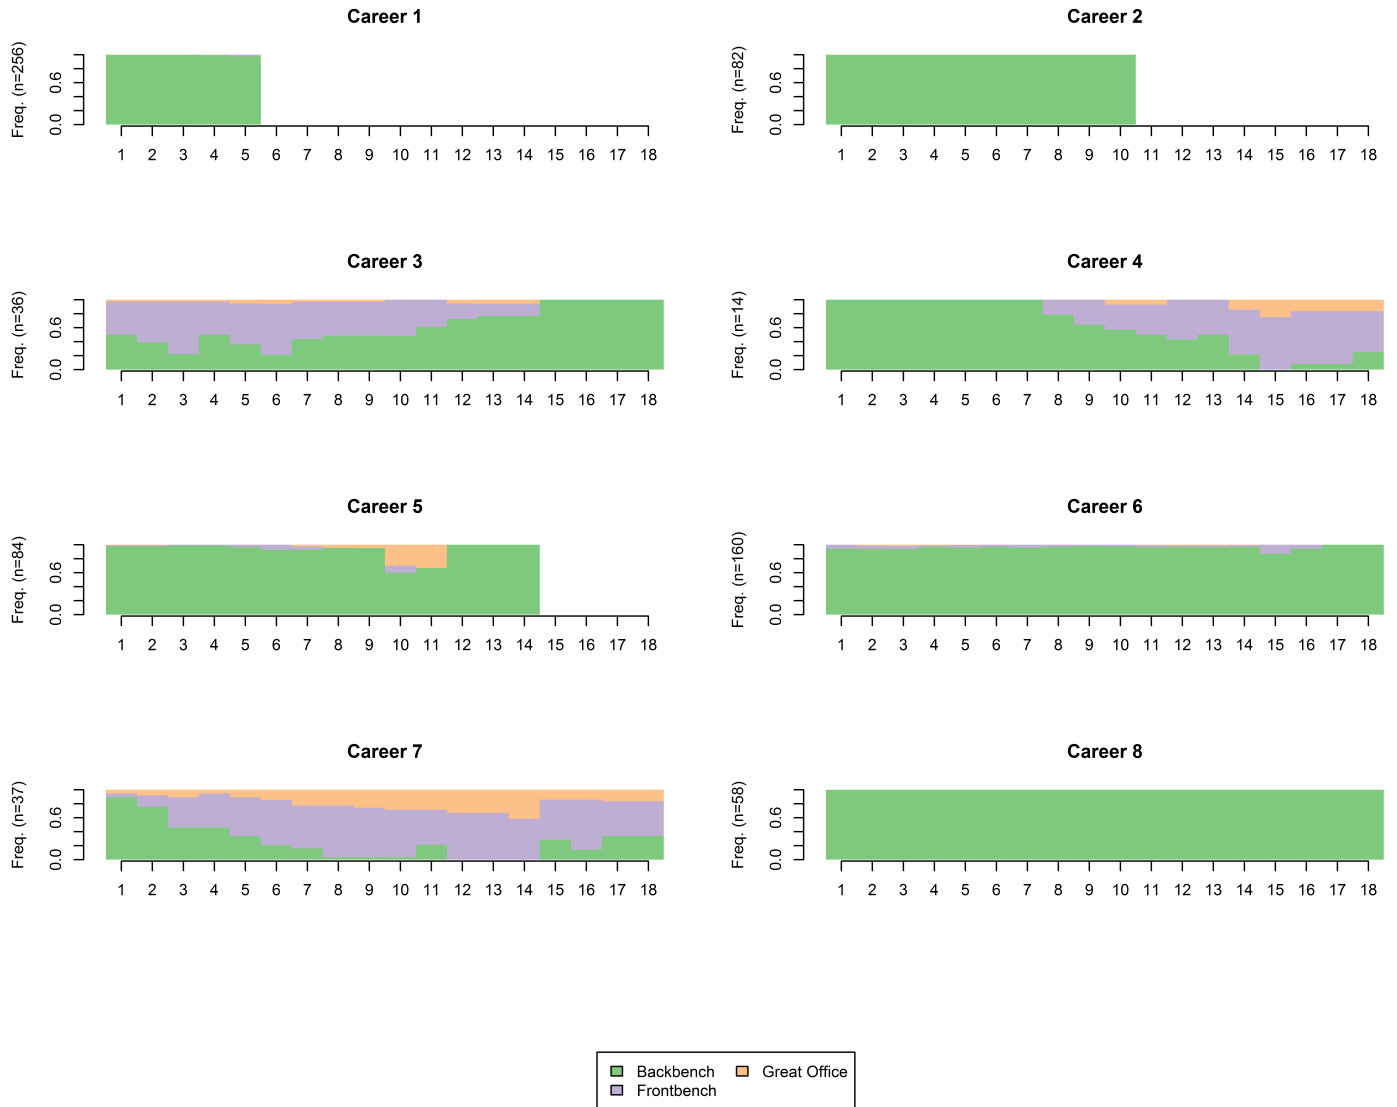 Career 1
Freq. (n=256)
0.0 0.6
1 2 3 4 5 6 7 8 9 10 11 12 13 14 15 16 17 18
Career 2
Freq. (n=82)
0.0 0.6
1 2 3 4 5 6 7 8 9 10 11 12 13 14 15 16 17 18
Career 3
Freq. (n=36)
0.0 0.6
1 2 3 4 5 6 7 8 9 10 11 12 13 14 15 16 17 18
Career 4
Freq. (n=14)
0.0 0.6
1 2 3 4 5 6 7 8 9 10 11 12 13 14 15 16 17 18
Career 5
Freq. (n=84)
0.0 0.6
1 2 3 4 5 6 7 8 9 10 11 12 13 14 15 16 17 18
Career 6
Freq. (n=160)
0.0 0.6
1 2 3 4 5 6 7 8 9 10 11 12 13 14 15 16 17 18
Career 7
Freq. (n=37)
0.0 0.6
1 2 3 4 5 6 7 8 9 10 11 12 13 14 15 16 17 18
Career 8
Freq. (n=58)
0.0 0.6
1 2 3 4 5 6 7 8 9 10 11 12 13 14 15 16 17 18
Backbench Great Office
Frontbench